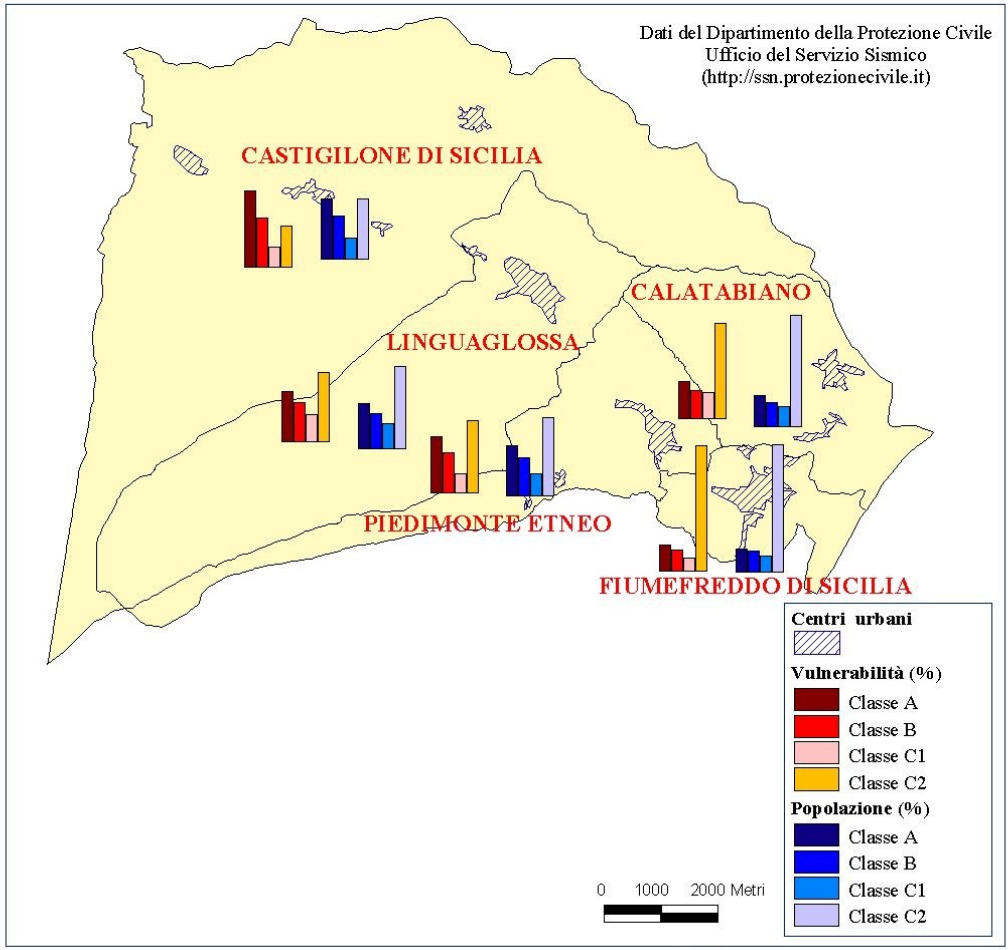 Dati del Dipartimento della Protezione Civile
Ufficio del Servizio Sismico
(http://ssn.protezionecivile.it)
CASTIGILONE DI SICILIA
CALATABIANO
LINGUAGLOSSA
PIEDIMONTE ETNEO
FIUMEFREDDO DI SICILIA
Centri urbani
Vulnerabilità (%)
Classe A
Classe B
Classe C1
Classe C2
Popolazione (%)
Classe A
Classe B
Classe C1
Classe C2
0 1000 2000 Metri